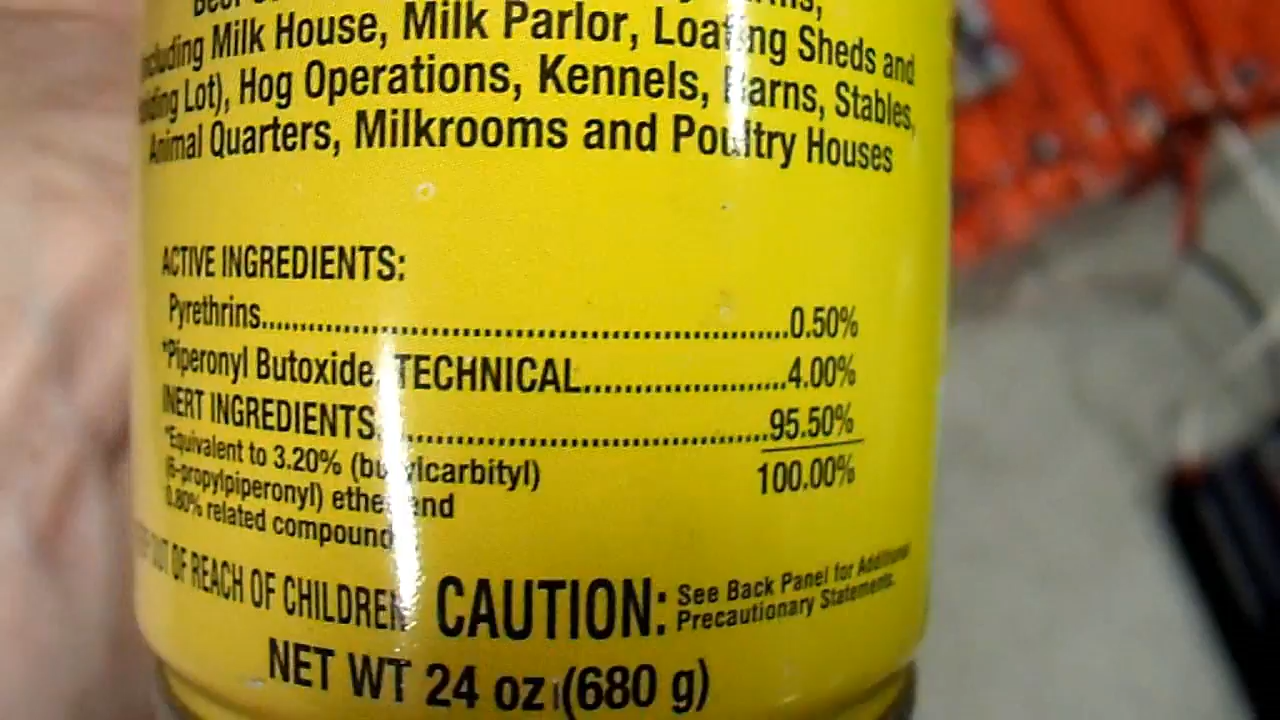 including Milk House, Milk Parlor, Loafing Sheds and
Lot), Hog Operations, Kennels, Barns, Stables,
Animal Quarters, Milkrooms and Poultry Houses
ACTIVE INGREDIENTS:
Pyrethrins..........0.50%
*Piperonyl Butoxide, TECHNICAL..........4.00%
INERT INGREDIENTS..........95.50%
100.00%
*Equivalent to 3.20% (butylcarbityl)
(6-propylpiperonyl) ether and
0.80% related compound
OUT OF REACH OF CHILDREN
CAUTION: See Back Panel for Additional
Precautionary Statements.
NET WT 24 oz (680 g)